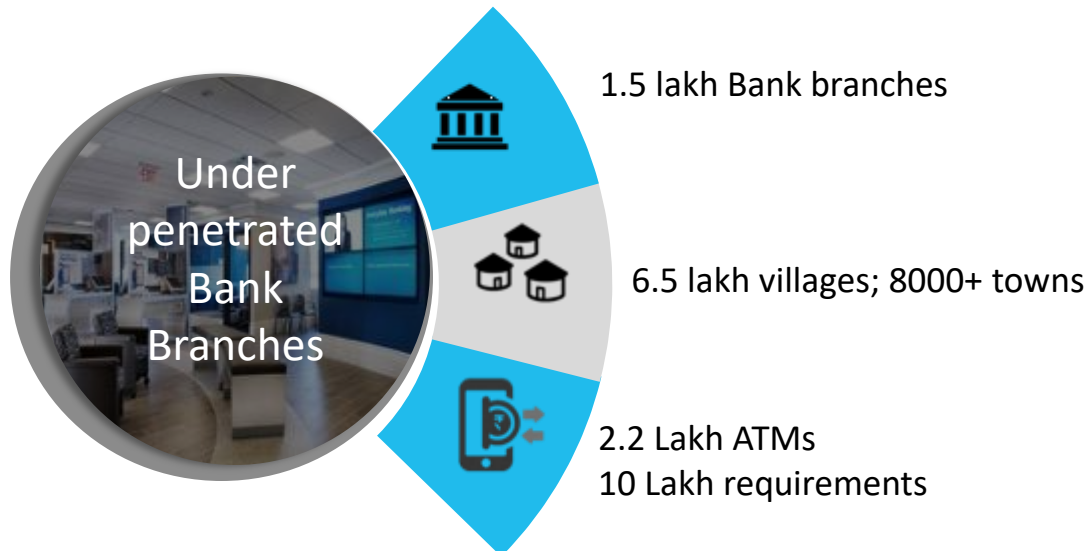 Under
penetrated
Bank
Branches
1.5 lakh Bank branches
6.5 lakh villages; 8000+ towns
2.2 Lakh ATMs
10 Lakh requirements